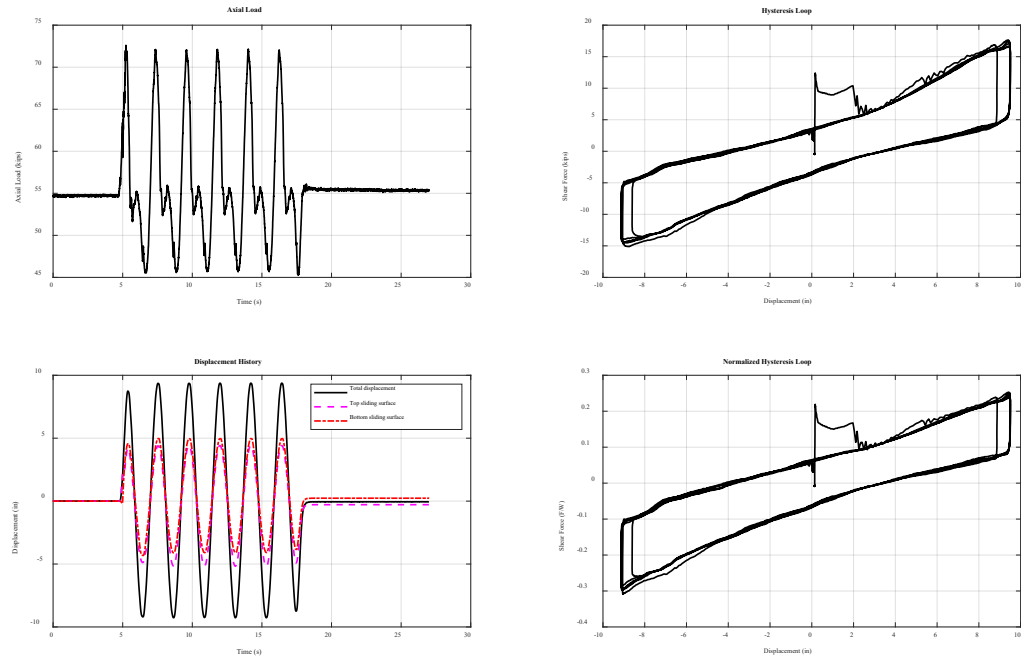 Axial Load
75
70
65
60
55
50
45
Axial Load (kips)
0 5 10 15 20 25 30
Time (s)
Hysteresis Loop
20
15
10
5
0
-5
-10
-15
-20
Shear Force (kips)
-10 -8 -6 -4 -2 0 2 4 6 8 10
Displacement (in)
Displacement History
10
5
0
-5
-10
Displacement (in)
Total displacement
Top sliding surface
Bottom sliding surface
0 5 10 15 20 25 30
Time (s)
Normalized Hysteresis Loop
0.3
0.2
0.1
0
-0.1
-0.2
-0.3
-0.4
Shear Force (F/W)
-10 -8 -6 -4 -2 0 2 4 6 8 10
Displacement (in)